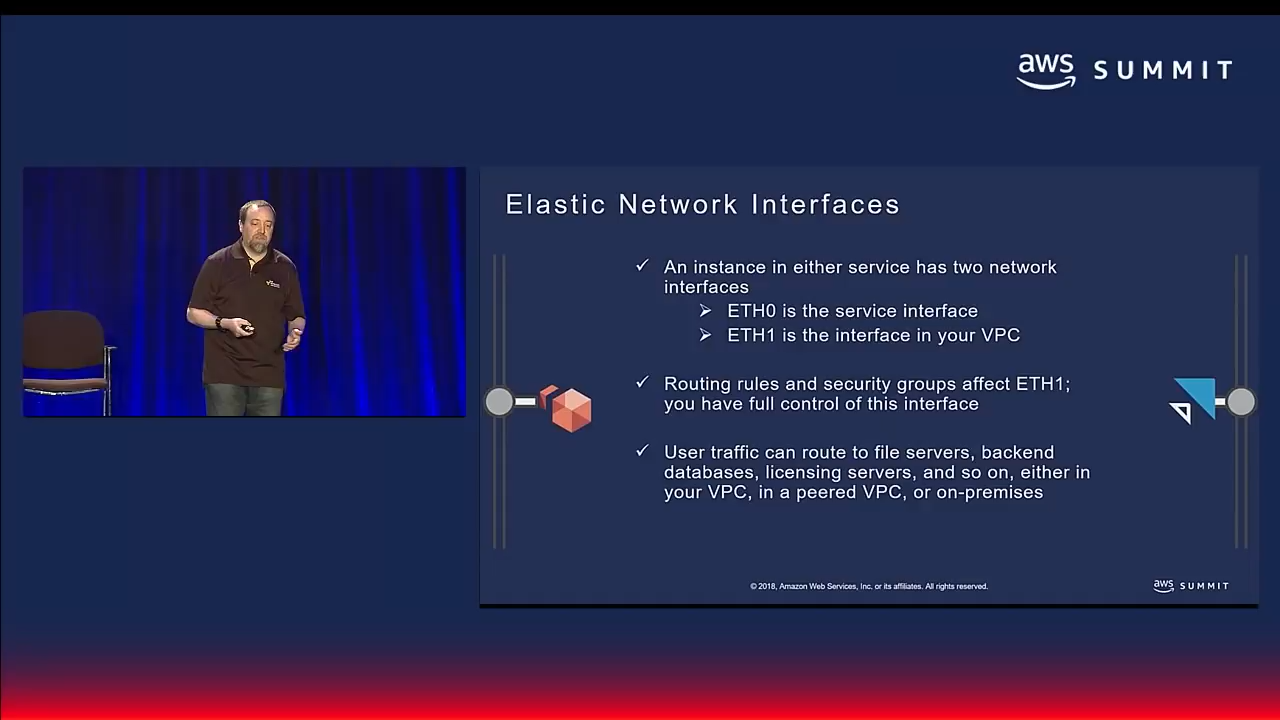 aws SUMMIT
Elastic Network Interfaces
✓ An instance in either service has two network
interfaces
➢ ETH0 is the service interface
➢ ETH1 is the interface in your VPC
✓ Routing rules and security groups affect ETH1;
you have full control of this interface
✓ User traffic can route to file servers, backend
databases, licensing servers, and so on, either in
your VPC, in a peered VPC, or on-premises
© 2018, Amazon Web Services, Inc. or its affiliates. All rights reserved.
aws SUMMIT